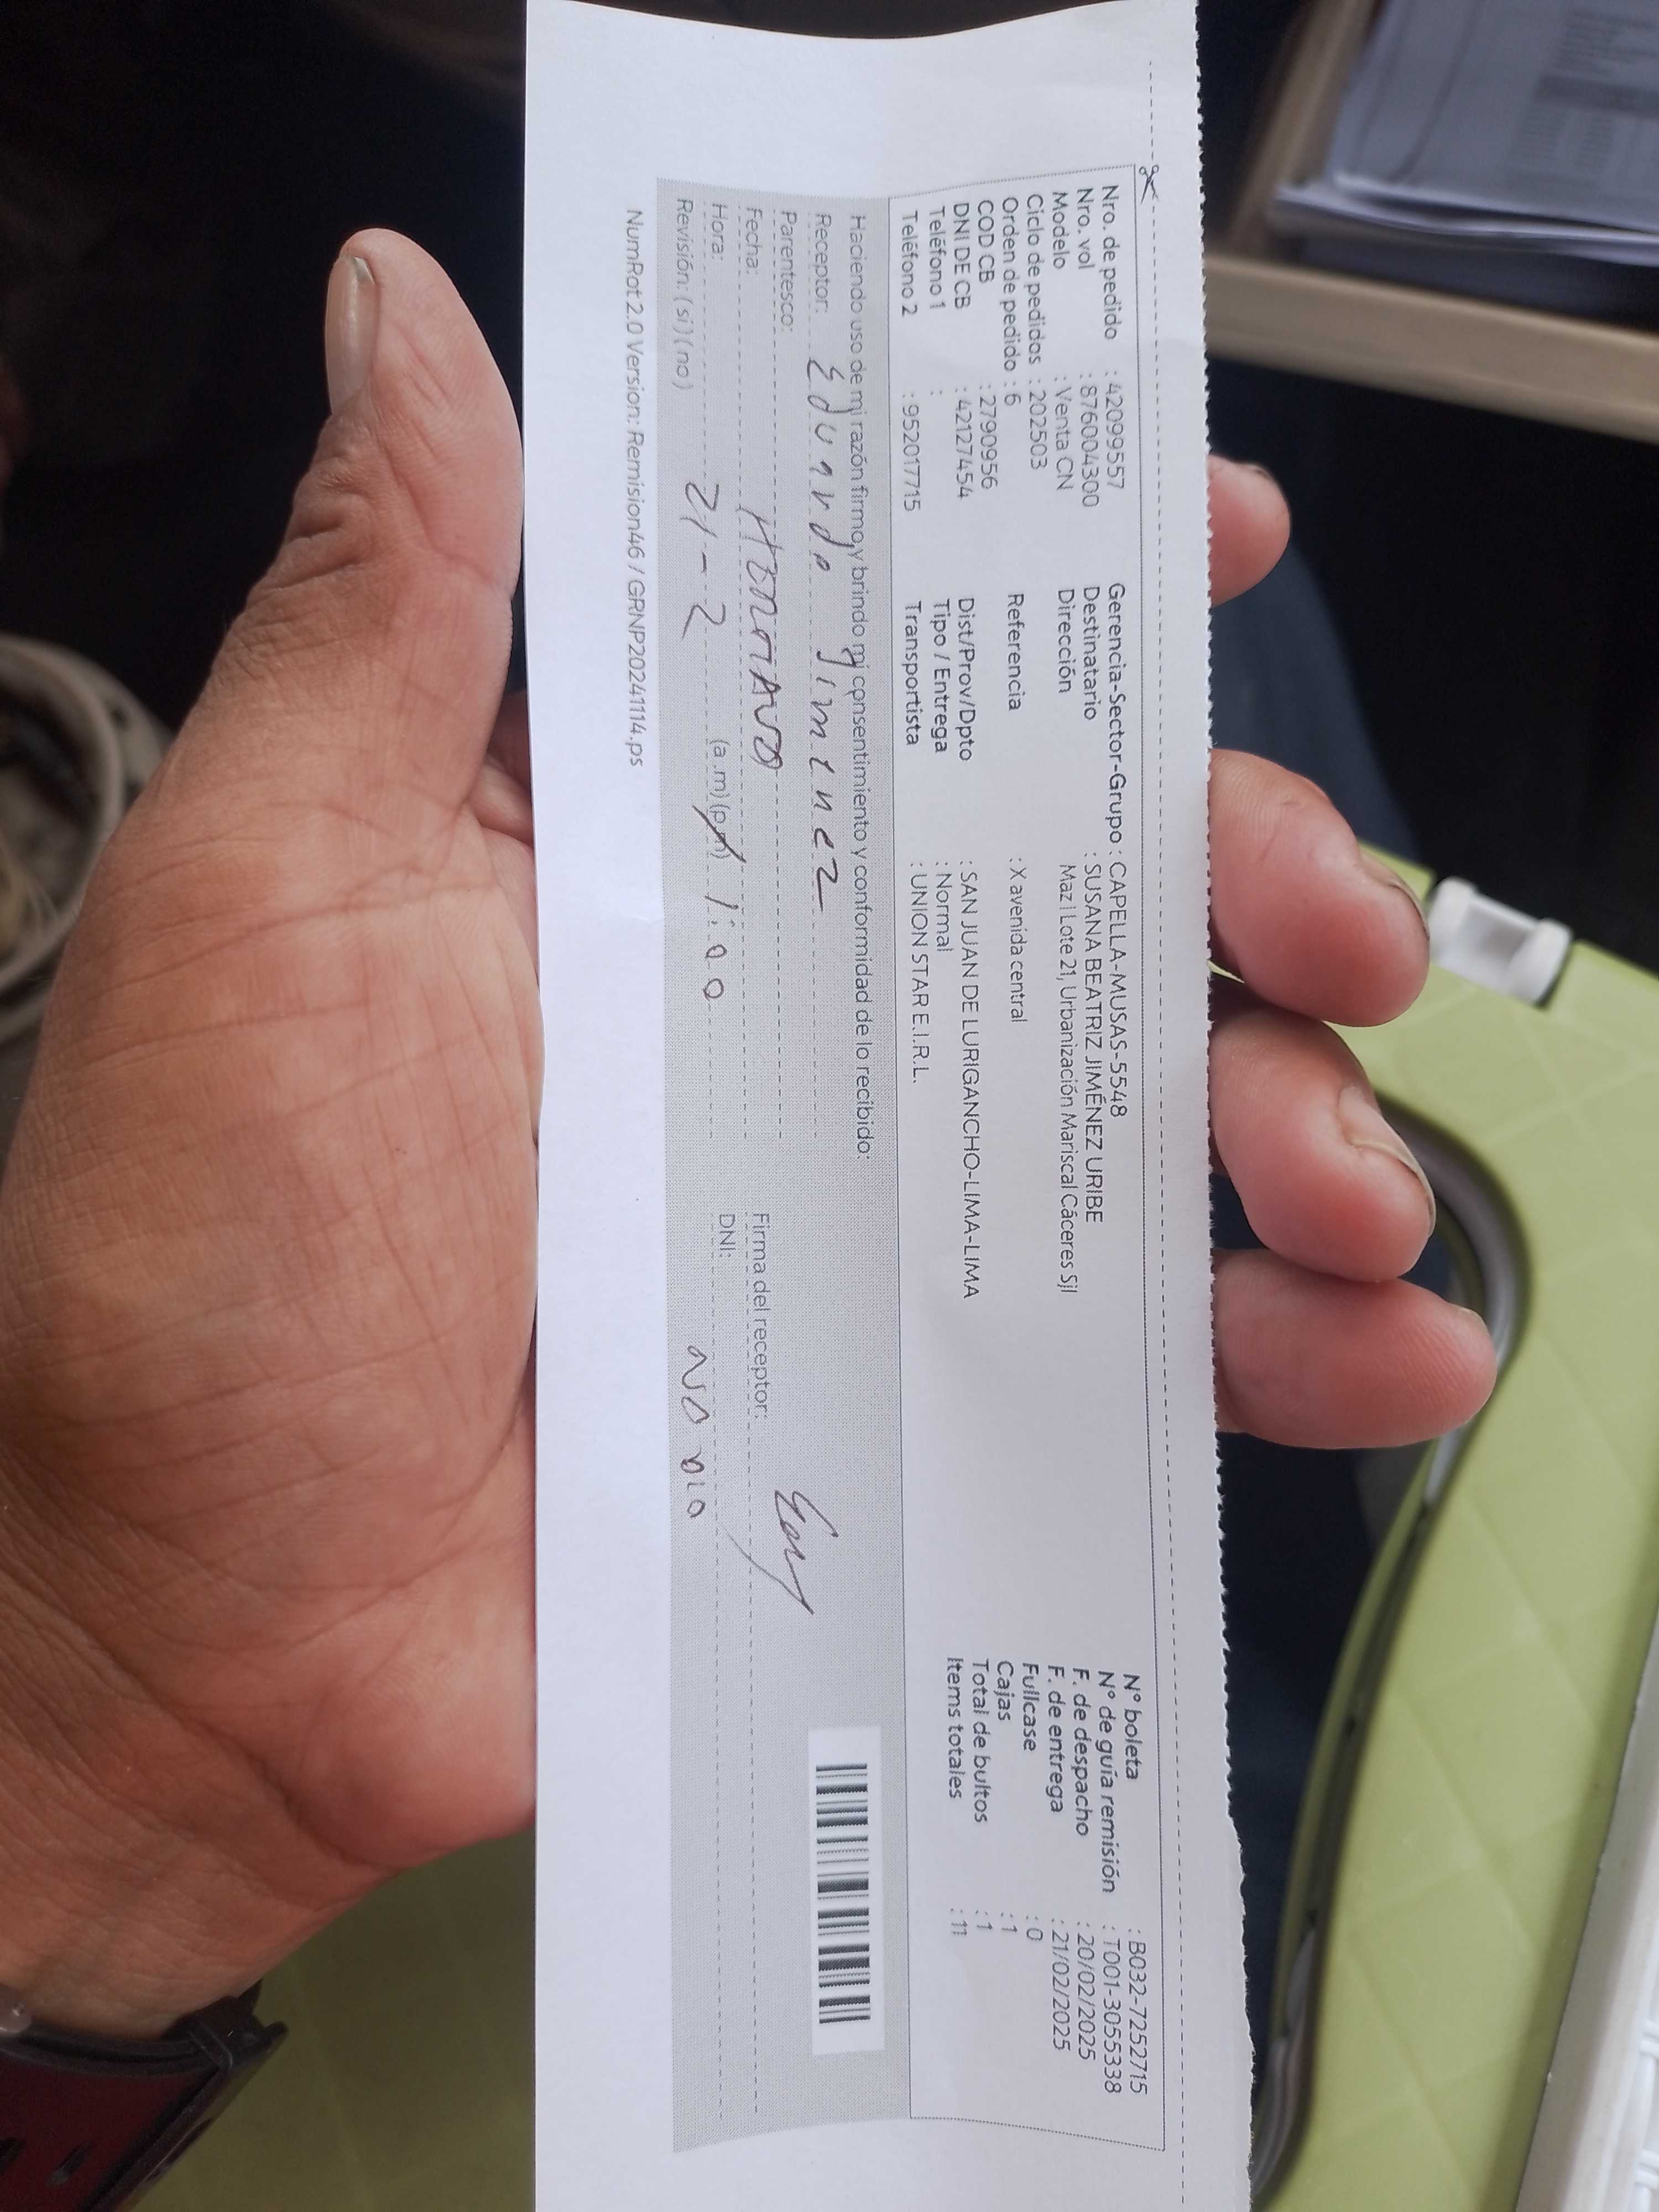 Nro. de pedido : 42099557
Nro. vol : 876004300
Modelo : Venta CN
Ciclo de pedidos : 202503
Orden de pedido : 6
COD CB : 27909956
DNI DE CB : 42127454
Teléfono 1 :
Teléfono 2 : 952017715
Gerencia-Sector-Grupo : CAPELLA-MUSAS-5548
Destinatario : SUSANA BEATRIZ JIMÉNEZ URIBE
Dirección Maz I Lote 21, Urbanización Mariscal Cáceres Sjl
Referencia : X avenida central
Dist/Prov/Dpto : SAN JUAN DE LURIGANCHO-LIMA-LIMA
Tipo / Entrega : Normal
Transportista : UNION STAR E.I.R.L.
N° boleta : B032-7252715
N° de guía remisión : T001-3055338
F. de despacho : 20/02/2025
F. de entrega : 21/02/2025
Fullcase : 0
Cajas : 1
Total de bultos : 1
Items totales : 11
Haciendo uso de mi razón firmo y brindo mi consentimiento y conformidad de lo recibido:
Receptor: Eduardo Jimenez
Parentesco: HERMANO
Fecha: 21-2
Hora: (a.m) (pm) 1:00
Revisión: (si) (no)
Firma del receptor:
DNI: NO DIO
NumRot 2.0 Version: Remision46 / GRNP20241114.ps